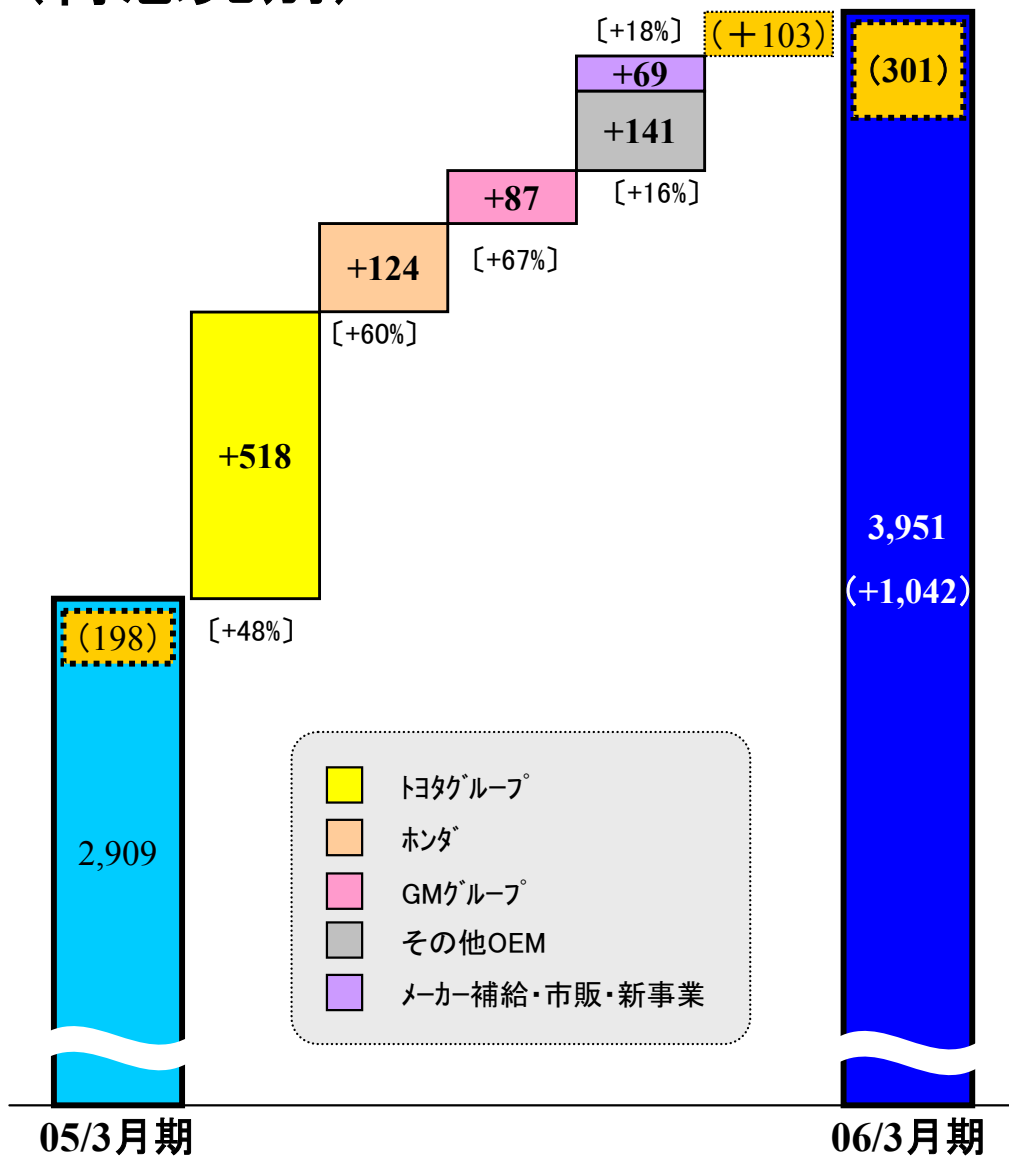 〔+18%〕
(＋103)
(301)
+69
+141
〔+16%〕
+87
〔+67%〕
+124
〔+60%〕
+518
〔+48%〕
3,951
(+1,042)
(198)
2,909
ﾄﾖﾀｸﾞﾙｰﾌﾟ
ﾎﾝﾀﾞ
GMｸﾞﾙｰﾌﾟ
その他OEM
ﾒｰｶｰ補給・市販・新事業
05/3月期
06/3月期